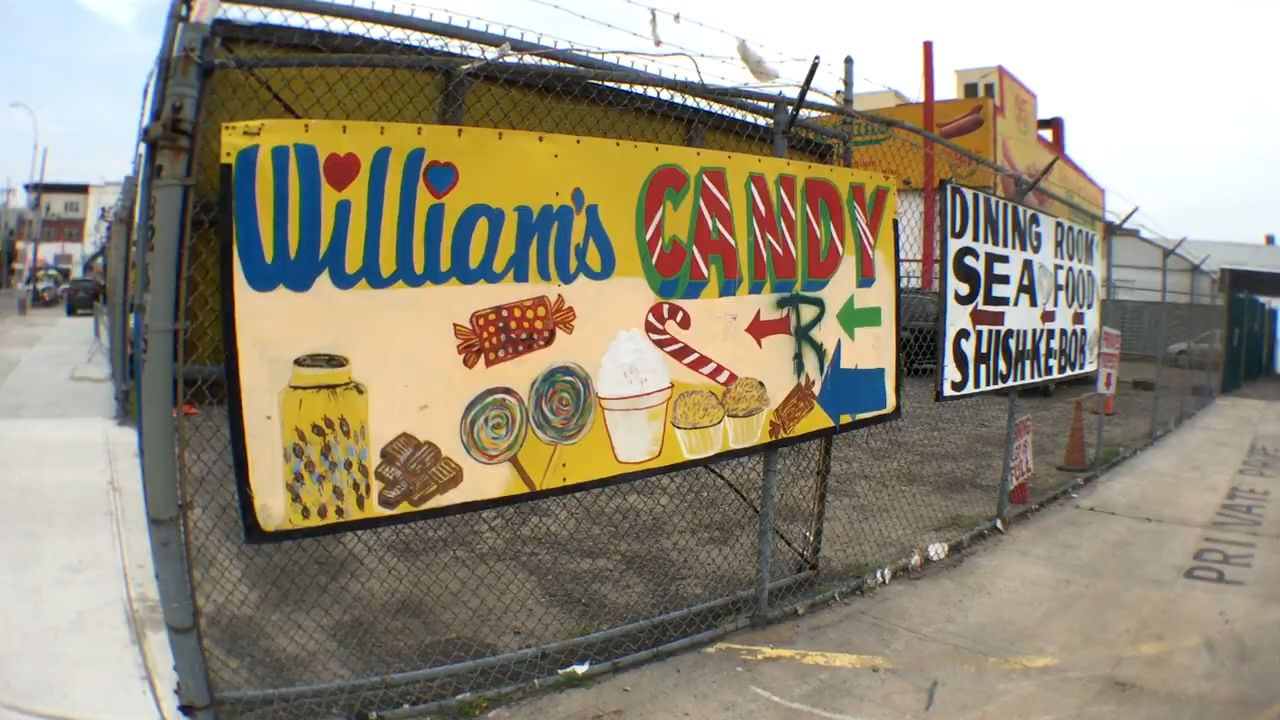 William's CANDY
R
DINING ROOM
SEA FOOD
SHISH-KE-BOB
PRIVATE